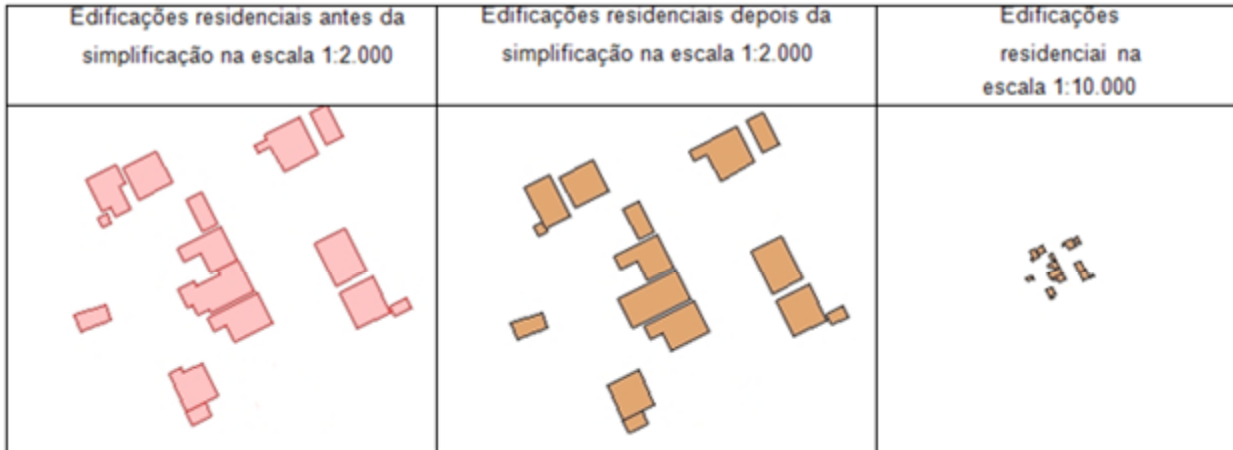 Edificações residenciais antes da
simplificação na escala 1:2.000
Edificações residenciais depois da
simplificação na escala 1:2.000
Edificações
residenciai na
escala 1:10.000